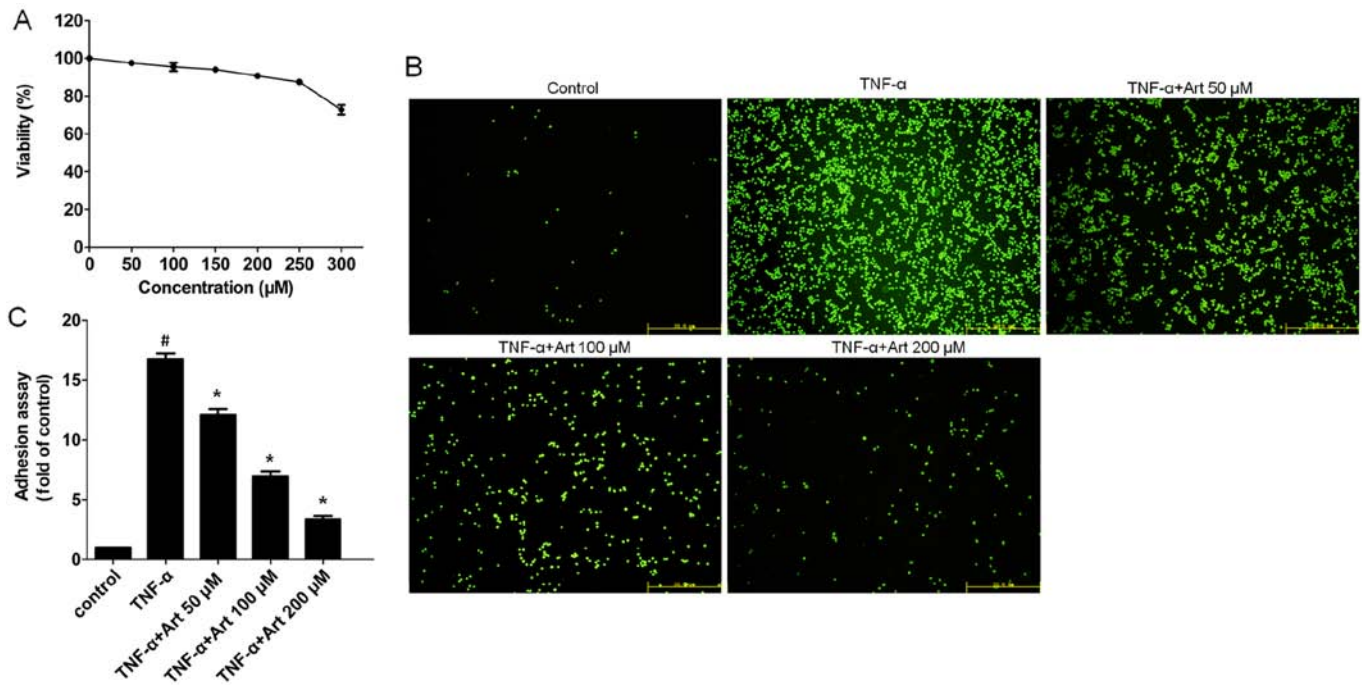 A
120
100
80
60
40
20
0
Viability (%)
0 50 100 150 200 250 300
Concentration (µM)
B
Control
TNF-α
TNF-α+Art 50 µM
TNF-α+Art 100 µM
TNF-α+Art 200 µM
C
20
15
10
5
0
Adhesion assay
(fold of control)
#
*
*
*
control
TNF-α
TNF-α+Art 50 µM
TNF-α+Art 100 µM
TNF-α+Art 200 µM